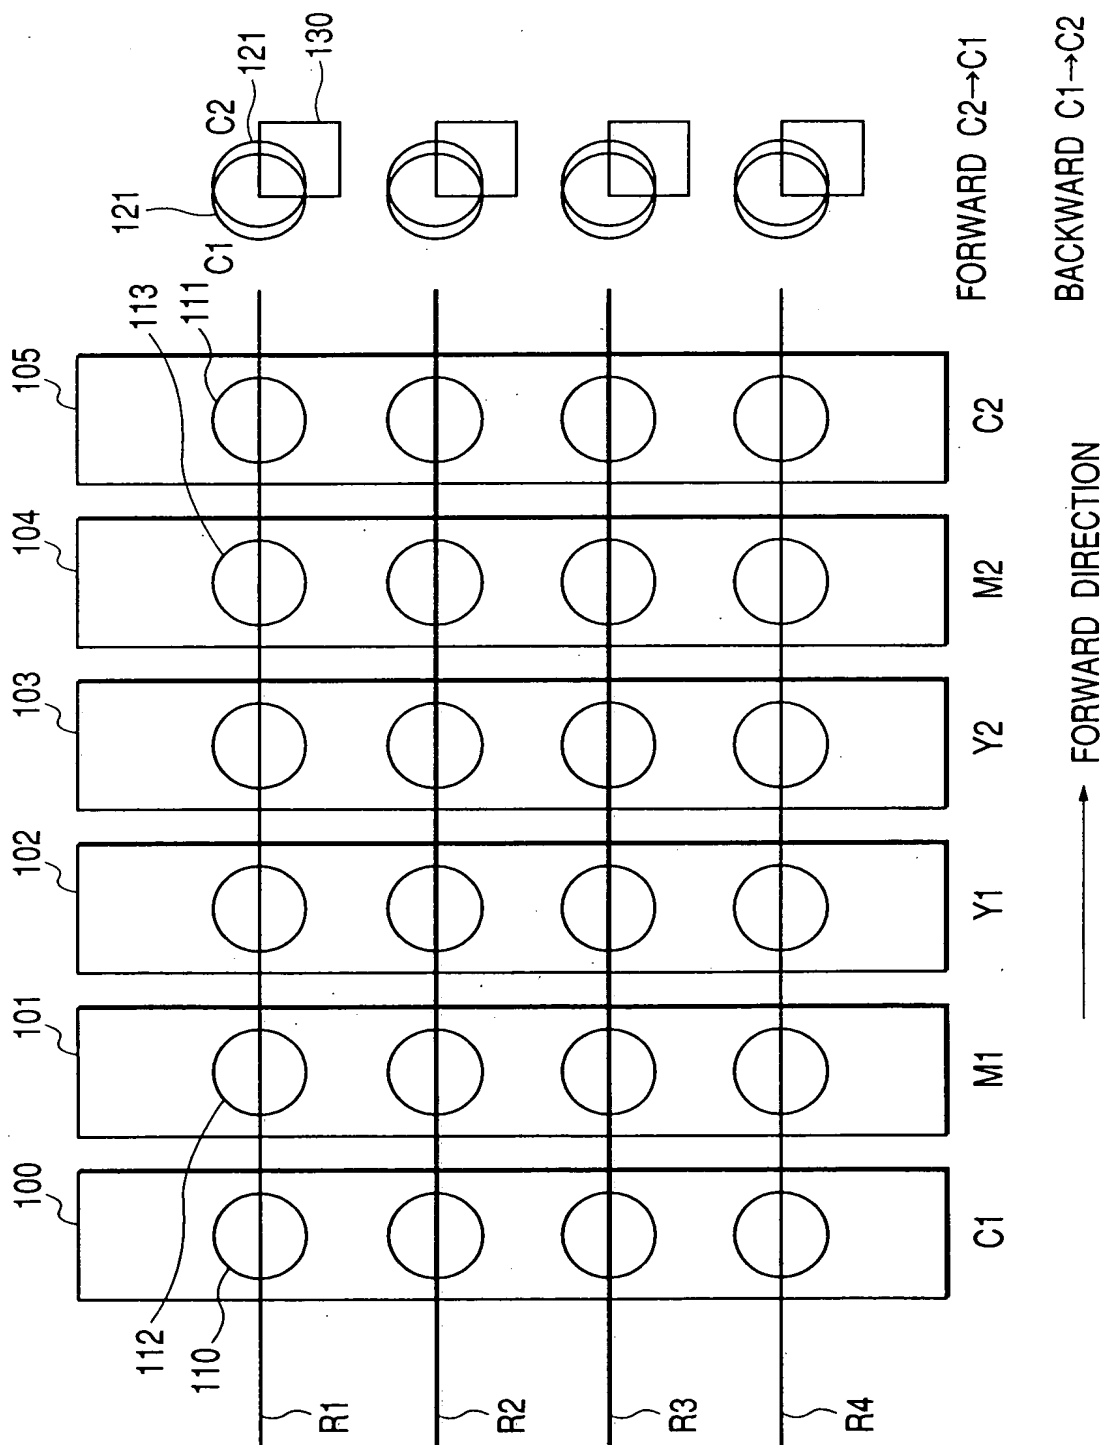 105
104
103
102
101
100
113
111
112
110
121
121
130
C1
C2
R1
R2
R3
R4
C1
M1
Y1
Y2
M2
C2
FORWARD DIRECTION
FORWARD C2→C1
BACKWARD C1→C2